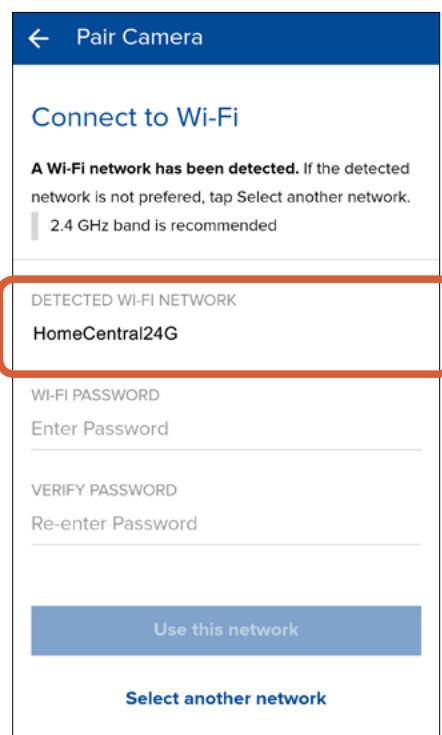 Pair Camera
Connect to Wi-Fi
A Wi-Fi network has been detected. If the detected
network is not prefered, tap Select another network.
2.4 GHz band is recommended
DETECTED WI-FI NETWORK
HomeCentral24G
WI-FI PASSWORD
Enter Password
VERIFY PASSWORD
Re-enter Password
Use this network
Select another network